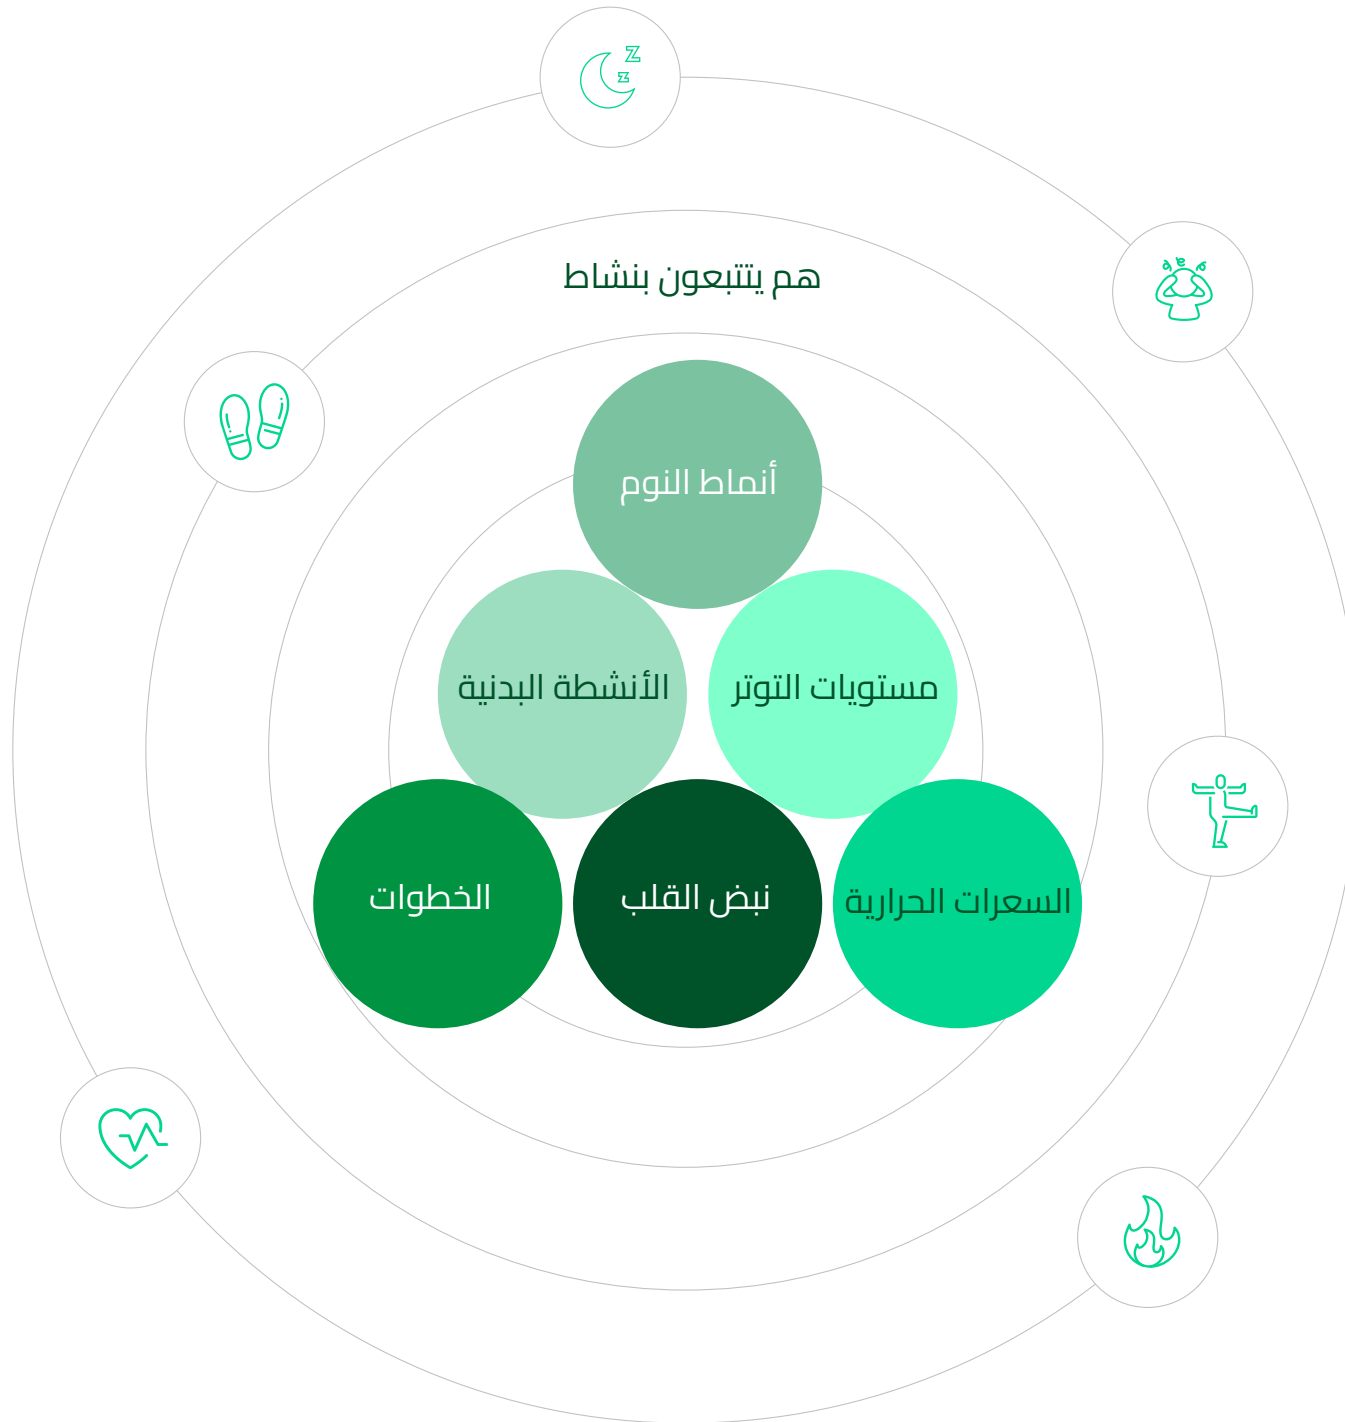 هم يتتبعون بنشاط
أنماط النوم
مستويات التوتر
الأنشطة البدنية
السعرات الحرارية
نبض القلب
الخطوات